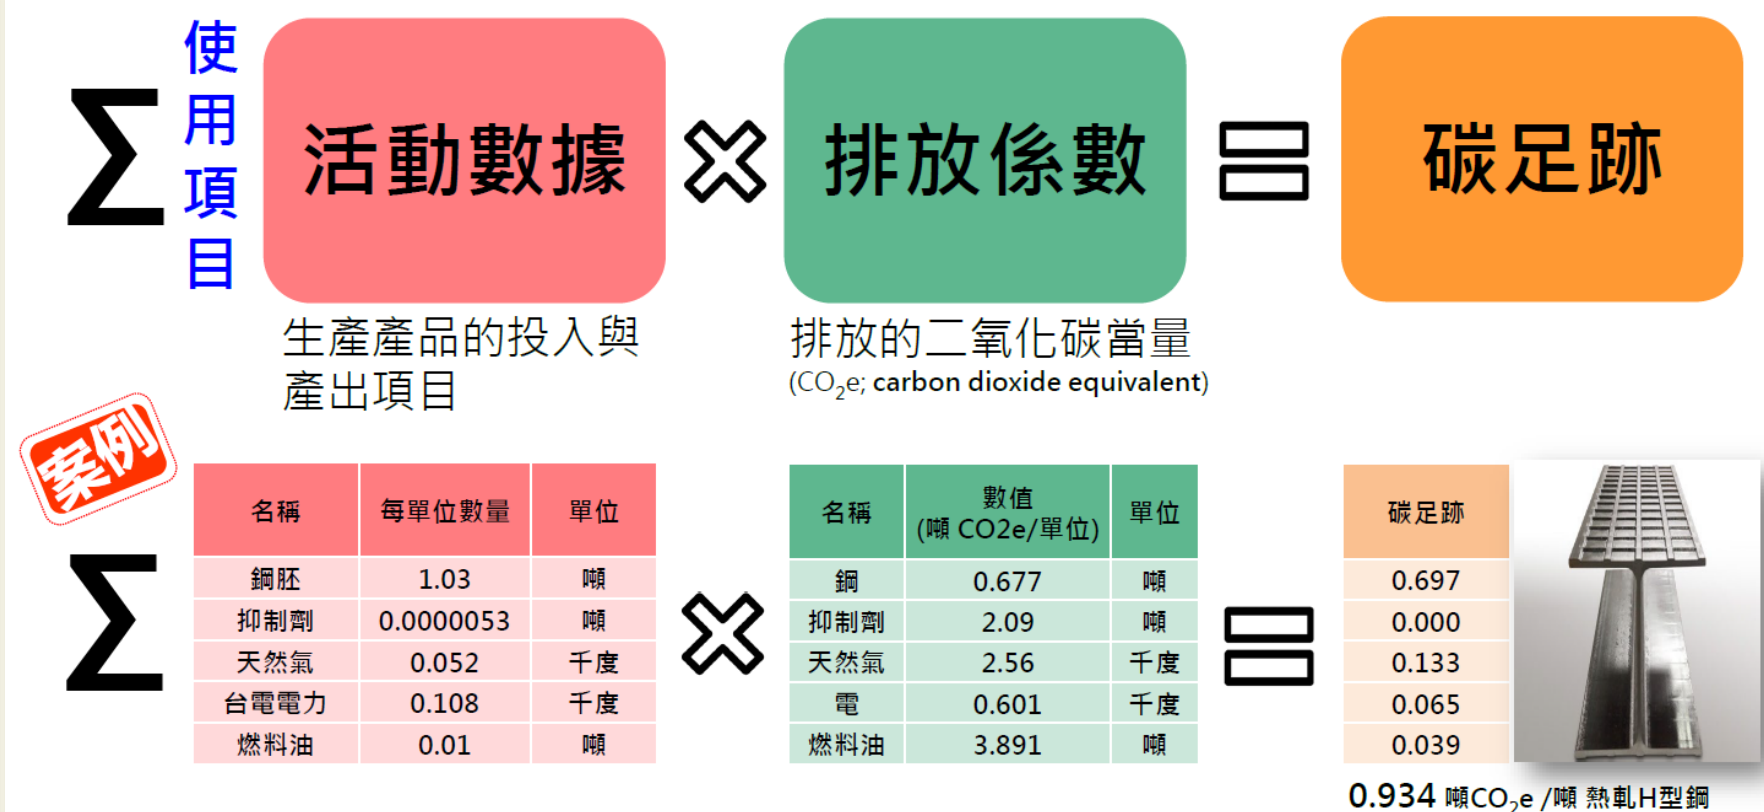 Σ 使用項目 活動數據 × 排放係數 = 碳足跡
生產產品的投入與
產出項目
排放的二氧化碳當量
(CO₂e; carbon dioxide equivalent)
案例
Σ
名稱 每單位數量 單位
鋼胚 1.03 噸
抑制劑 0.0000053 噸
天然氣 0.052 千度
台電電力 0.108 千度
燃料油 0.01 噸
×
名稱 數值 單位
(噸 CO2e/單位)
鋼 0.677 噸
抑制劑 2.09 噸
天然氣 2.56 千度
電 0.601 千度
燃料油 3.891 噸
=
碳足跡
0.697
0.000
0.133
0.065
0.039
0.934 噸CO₂e /噸 熱軋H型鋼